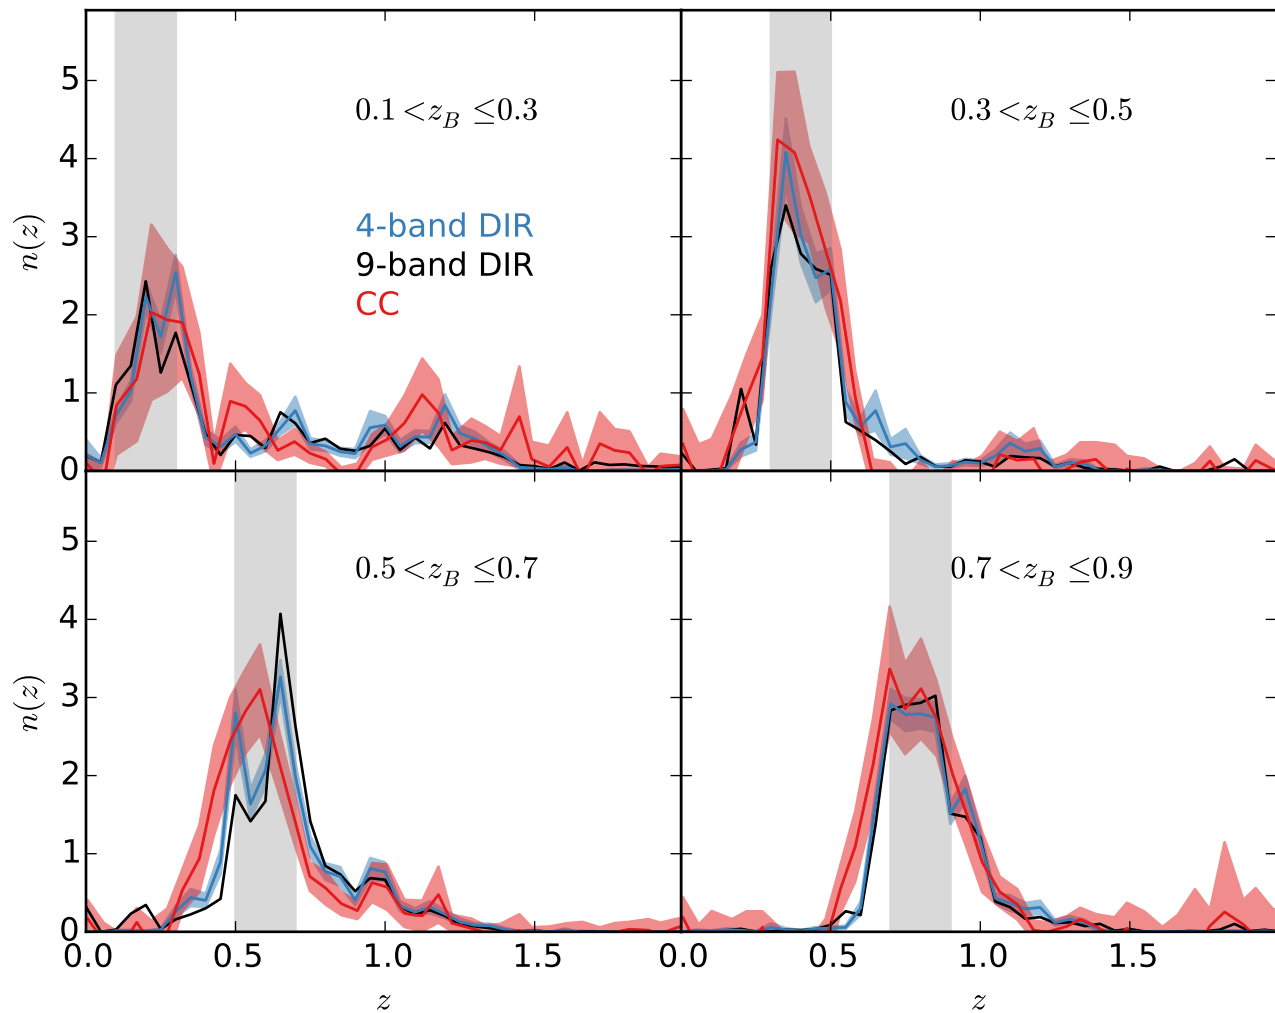 0.1 < z_B ≤ 0.3
0.3 < z_B ≤ 0.5
5
4
3
2
1
0
n(z)
4-band DIR
9-band DIR
CC
0.5 < z_B ≤ 0.7
0.7 < z_B ≤ 0.9
5
4
3
2
1
0
n(z)
0.0 0.5 1.0 1.5 0.0 0.5 1.0 1.5
z z